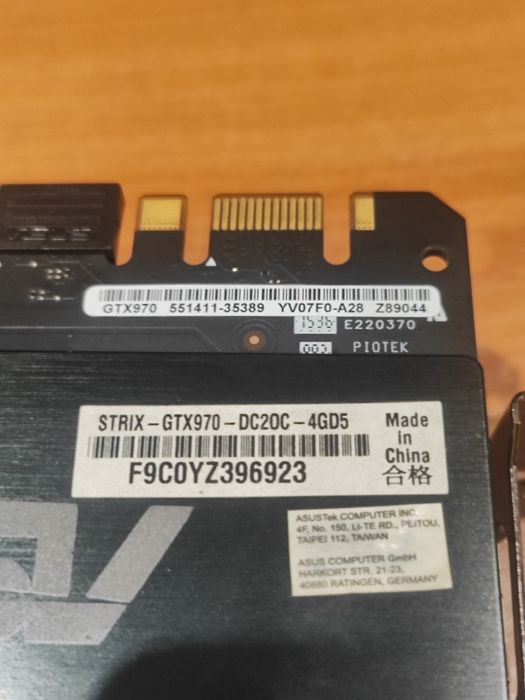 GTX970 551411-35389 YV07F0-A28 Z89044
1536 E220370
003 PIOTEK
STRIX-GTX970-DC2OC-4GD5
F9C0YZ396923
Made
in
China
合格
ASUSTek COMPUTER INC.
4F, No. 150, LI-TE RD., PEITOU,
TAIPEI 112, TAIWAN
ASUS COMPUTER GmbH
HARKORT STR. 21-23,
40880 RATINGEN, GERMANY